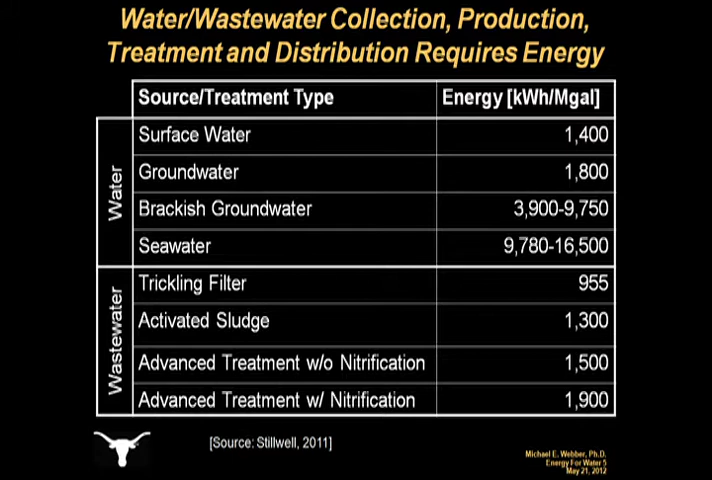 Water/Wastewater Collection, Production,
Treatment and Distribution Requires Energy
Source/Treatment Type Energy [kWh/Mgal]
Water
Surface Water 1,400
Groundwater 1,800
Brackish Groundwater 3,900-9,750
Seawater 9,780-16,500
Wastewater
Trickling Filter 955
Activated Sludge 1,300
Advanced Treatment w/o Nitrification 1,500
Advanced Treatment w/ Nitrification 1,900
[Source: Stillwell, 2011]
Michael E. Webber, Ph.D.
Energy For Water 5
May 21, 2012